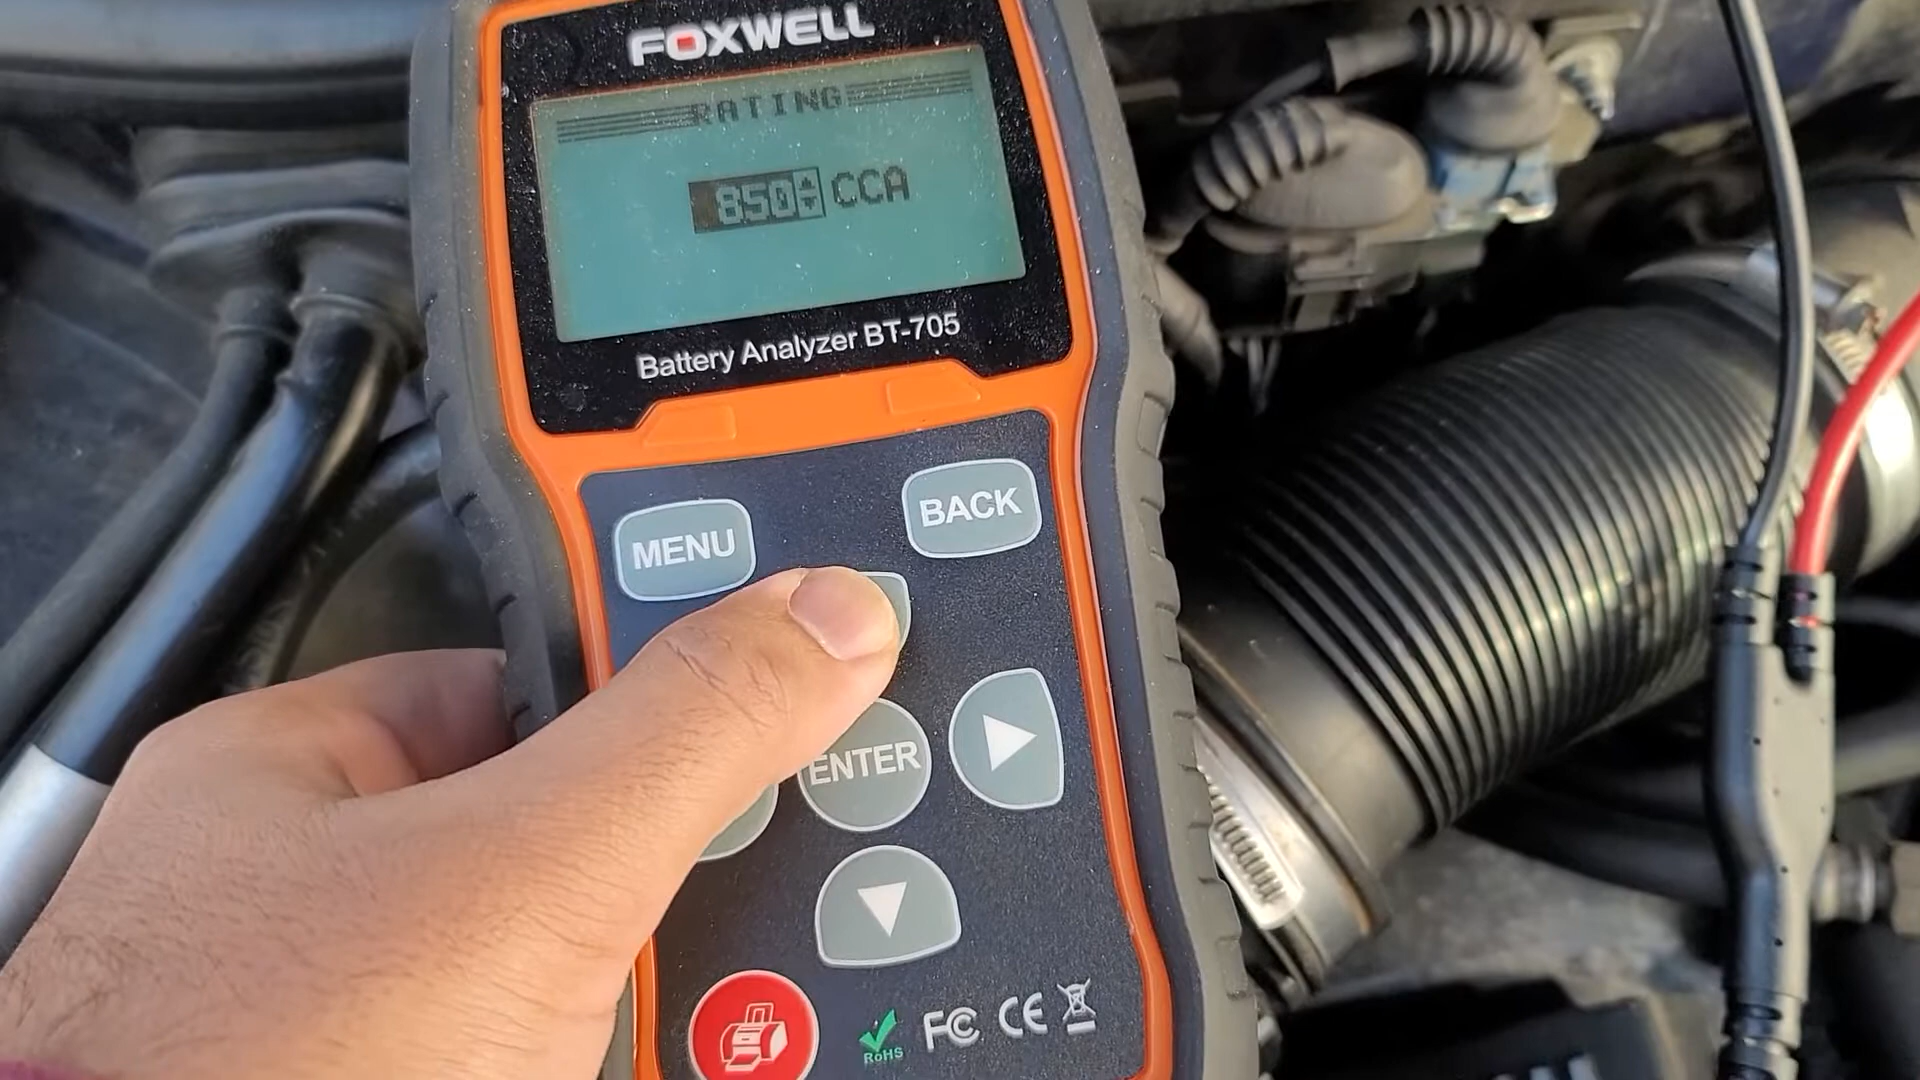 FOXWELL
RATING
850 CCA
Battery Analyzer BT-705
MENU
BACK
ENTER
RoHS
FC CE